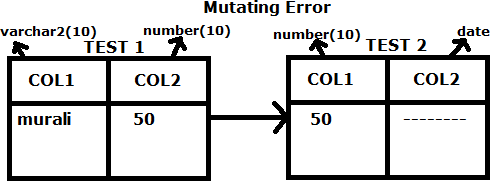 Mutating Error
varchar2(10) number(10) number(10) date
TEST 1 TEST 2
COL1 COL2 COL1 COL2
murali 50 50 --------